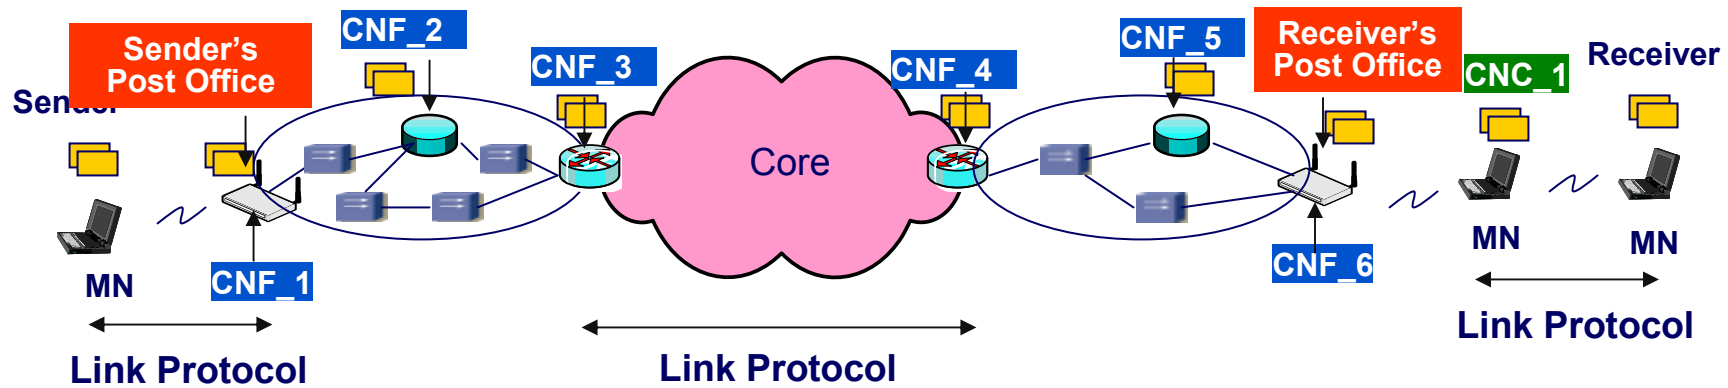 CNF_2
Sender's
Post Office
CNF_3
CNF_4
CNF_5
Receiver's
Post Office
CNC_1
Receiver
Sender
Core
MN
CNF_1
CNF_6
MN
MN
Link Protocol
Link Protocol
Link Protocol